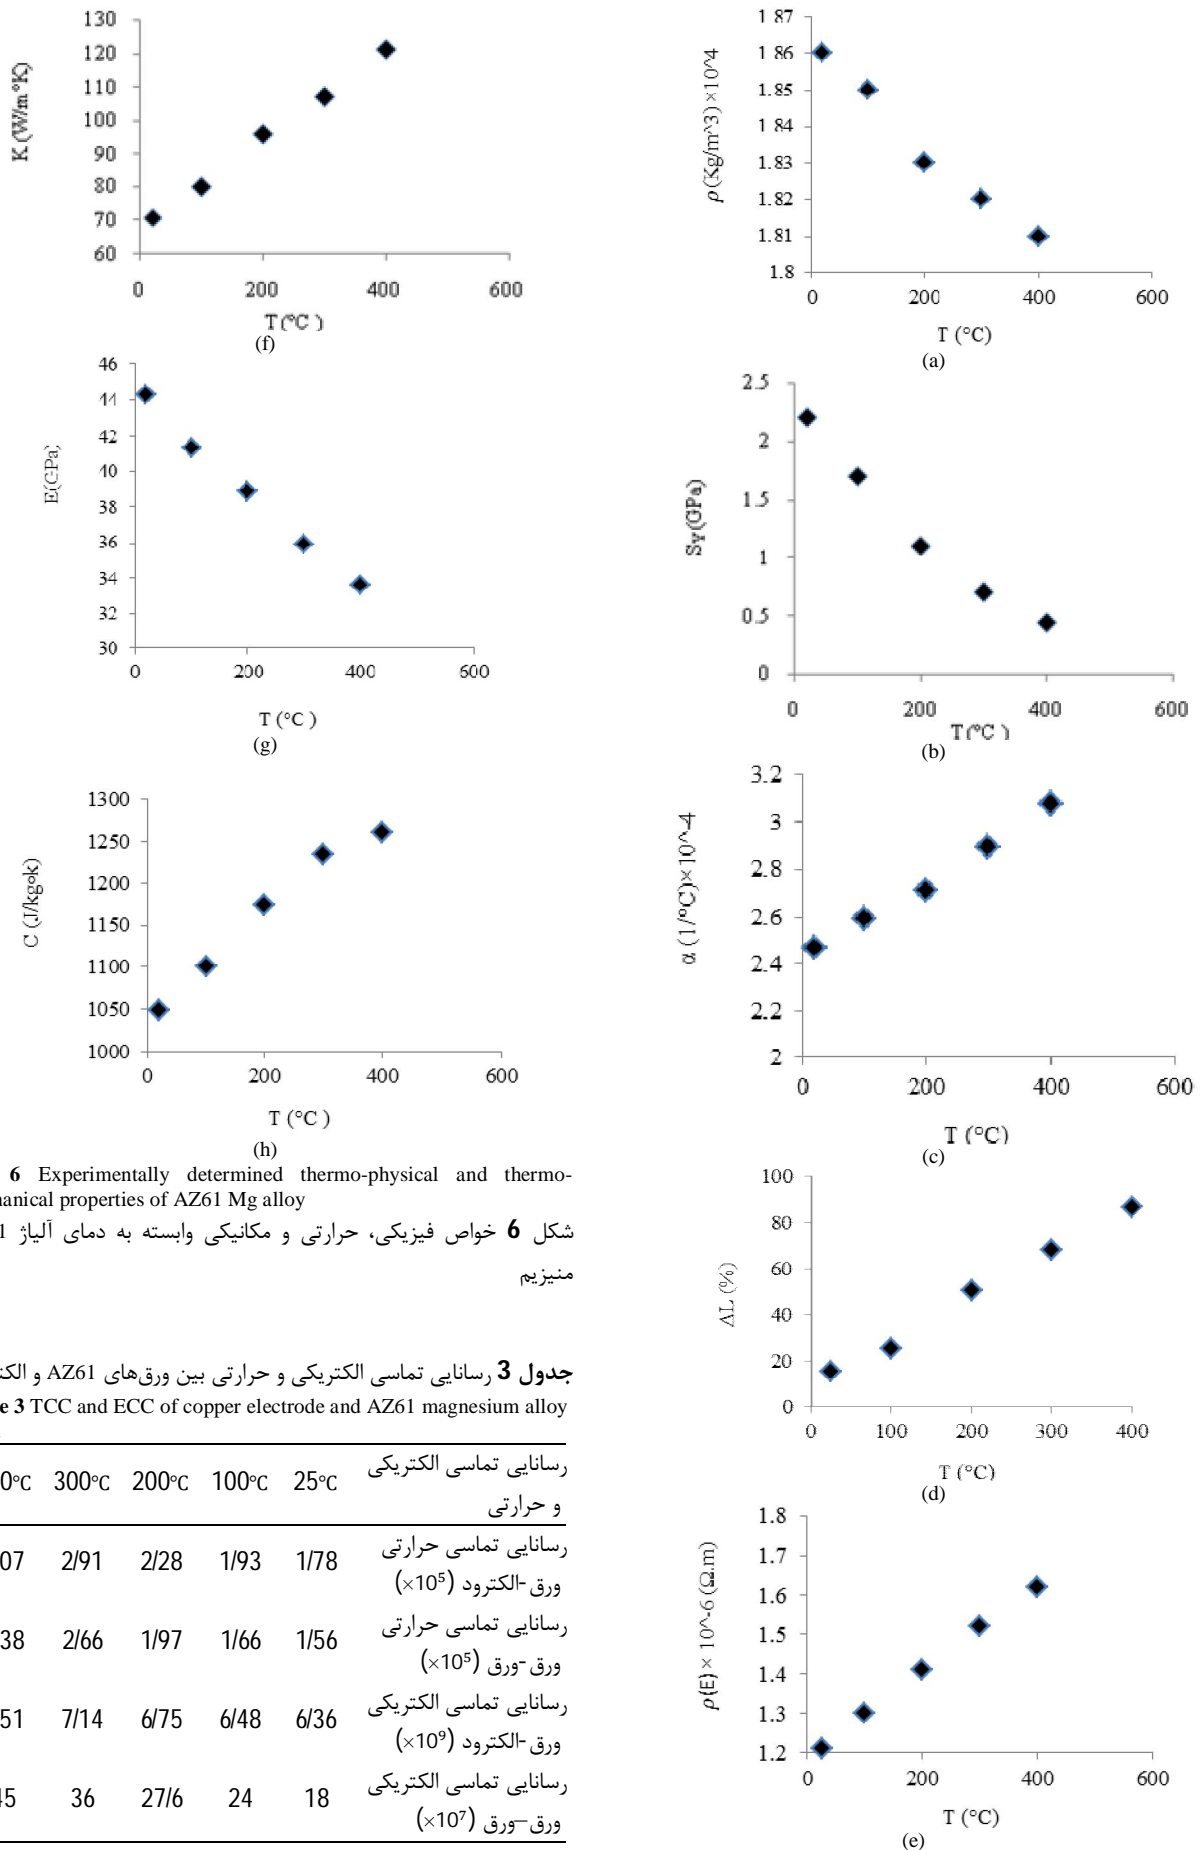 130
120
110
100
90
80
70
60
K (W/m°K)
0
200
400
600
T (°C )
(f)
46
44
42
40
38
36
34
32
30
E(GPa)
0
200
400
600
T (°C )
(g)
1300
1250
1200
1150
1100
1050
1000
C (J/kg°k)
0
200
400
600
T (°C )
(h)
6 Experimentally determined thermo-physical and thermo-
anical properties of AZ61 Mg alloy
شکل 6 خواص فیزیکی، حرارتی و مکانیکی وابسته به دمای آلیاژ 1
منیزیم
جدول 3 رسانایی تماسی الکتریکی و حرارتی بین ورق‌های AZ61 و الکت
e 3 TCC and ECC of copper electrode and AZ61 magnesium alloy
رسانایی تماسی الکتریکی و حرارتی 25°C 100°C 200°C 300°C 0°C
رسانایی تماسی حرارتی ورق-الکترود (×10⁵) 1/78 1/93 2/28 2/91 07
رسانایی تماسی حرارتی ورق-ورق (×10⁵) 1/56 1/66 1/97 2/66 38
رسانایی تماسی الکتریکی ورق-الکترود (×10⁹) 6/36 6/48 6/75 7/14 51
رسانایی تماسی الکتریکی ورق–ورق (×10⁷) 18 24 27/6 36 45
1.87
1.86
1.85
1.84
1.83
1.82
1.81
1.8
ρ (Kg/m^3) ×10^4
0
200
400
600
T (°C)
(a)
2.5
2
1.5
1
0.5
0
SY(GPa)
0
200
400
600
T(°C )
(b)
3.2
3
2.8
2.6
2.4
2.2
2
α (1/°C)×10^-4
0
200
400
600
T (°C)
(c)
100
80
60
40
20
0
ΔL (%)
0
100
200
300
400
T (°C)
(d)
1.8
1.7
1.6
1.5
1.4
1.3
1.2
ρ(E) × 10^-6 (Ω.m)
0
200
400
600
T (°C)
(e)